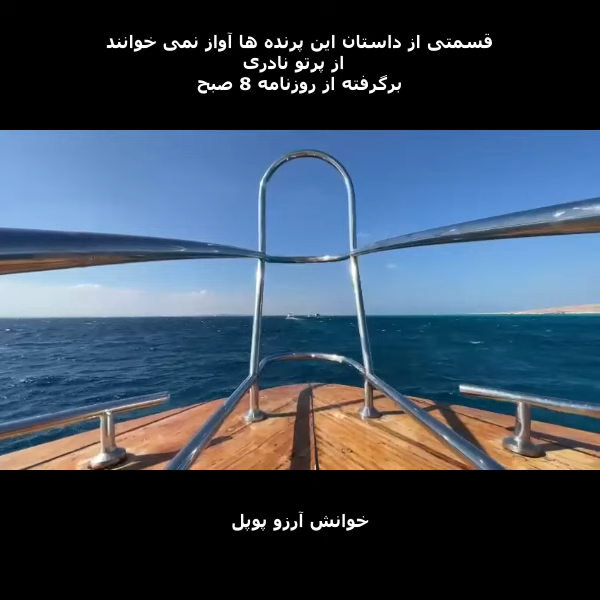 قسمتی از داستان این پرنده ها آواز نمی خوانند
از پرتو نادری
برگرفته از روزنامه 8 صبح
خوانش آرزو پوپل